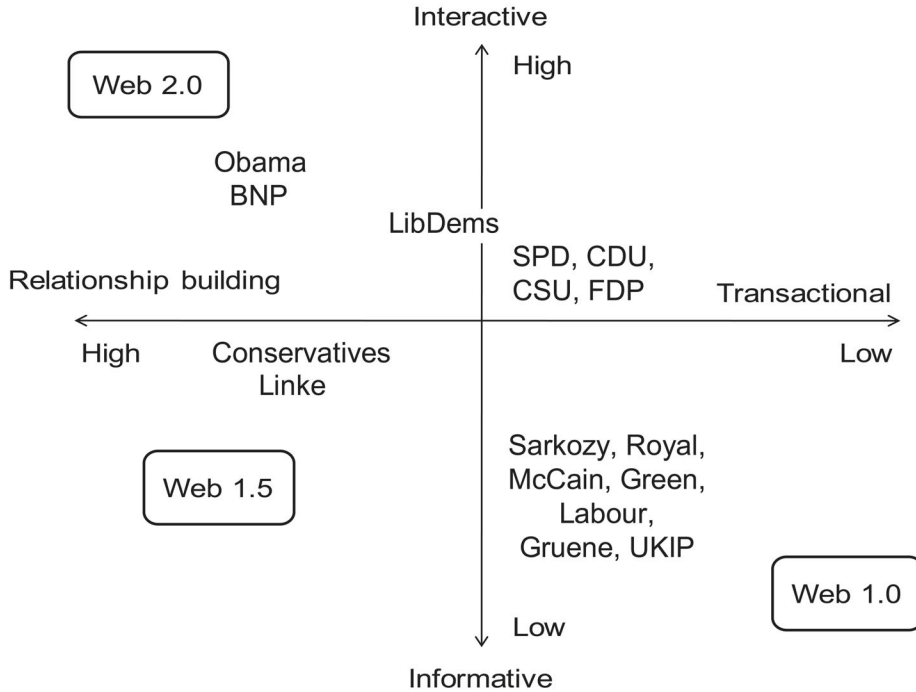 Interactive
High
Web 2.0
Obama
BNP
LibDems
SPD, CDU,
CSU, FDP
Relationship building
Transactional
High
Conservatives
Linke
Low
Sarkozy, Royal,
McCain, Green,
Labour,
Gruene, UKIP
Web 1.5
Web 1.0
Low
Informative